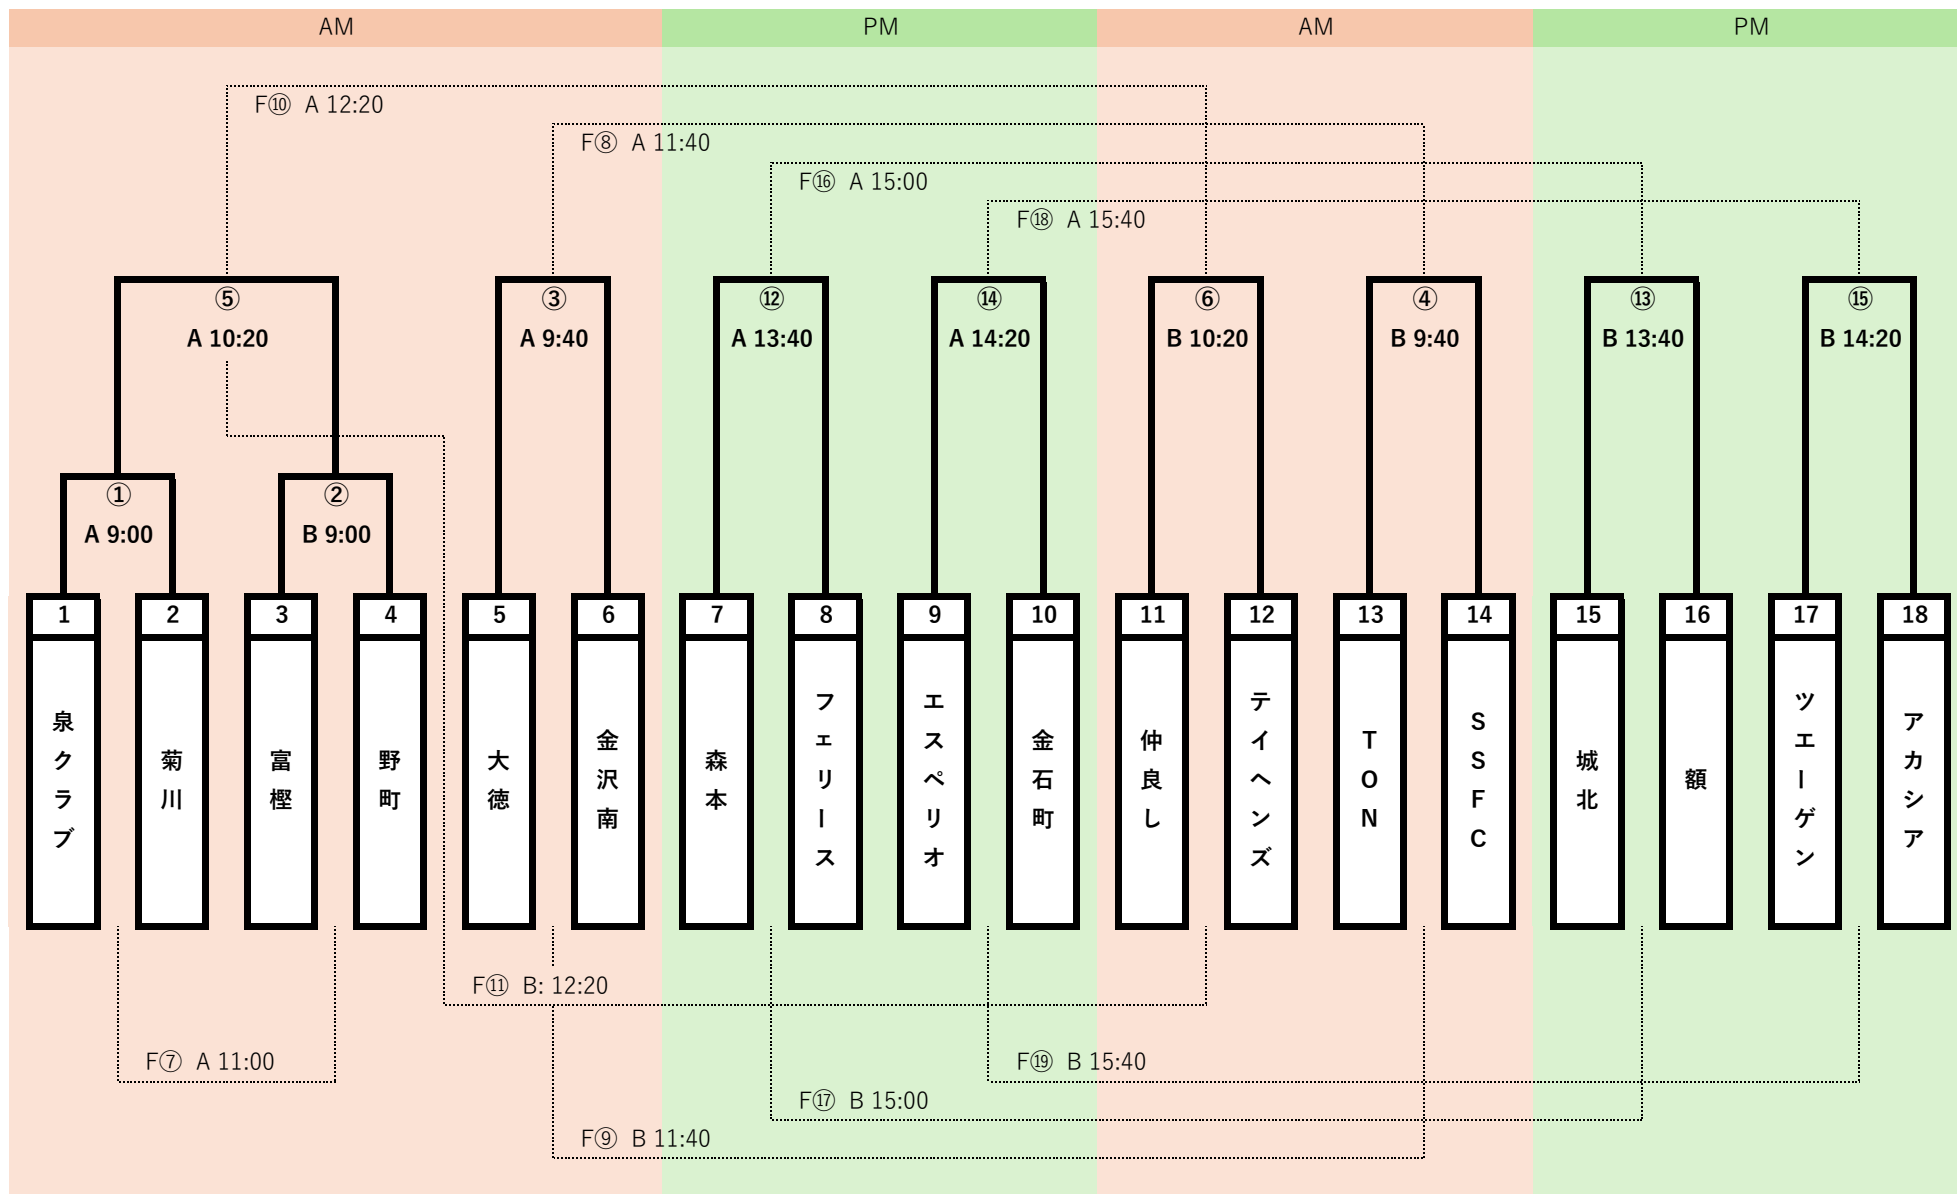 AM PM AM PM
F⑩ A 12:20
F⑧ A 11:40
F⑯ A 15:00
F⑱ A 15:40
⑤ ③ ⑫ ⑭ ⑥ ④ ⑬ ⑮
A 10:20 A 9:40 A 13:40 A 14:20 B 10:20 B 9:40 B 13:40 B 14:20
① ②
A 9:00 B 9:00
1 2 3 4 5 6 7 8 9 10 11 12 13 14 15 16 17 18
泉クラブ
菊川
富樫
野町
大徳
金沢南
森本
フェリース
エスペリオ
金石町
仲良し
テイヘンズ
TON
SSFC
城北
額
ツエーゲン
アカシア
F⑪ B: 12:20
F⑦ A 11:00
F⑲ B 15:40
F⑰ B 15:00
F⑨ B 11:40